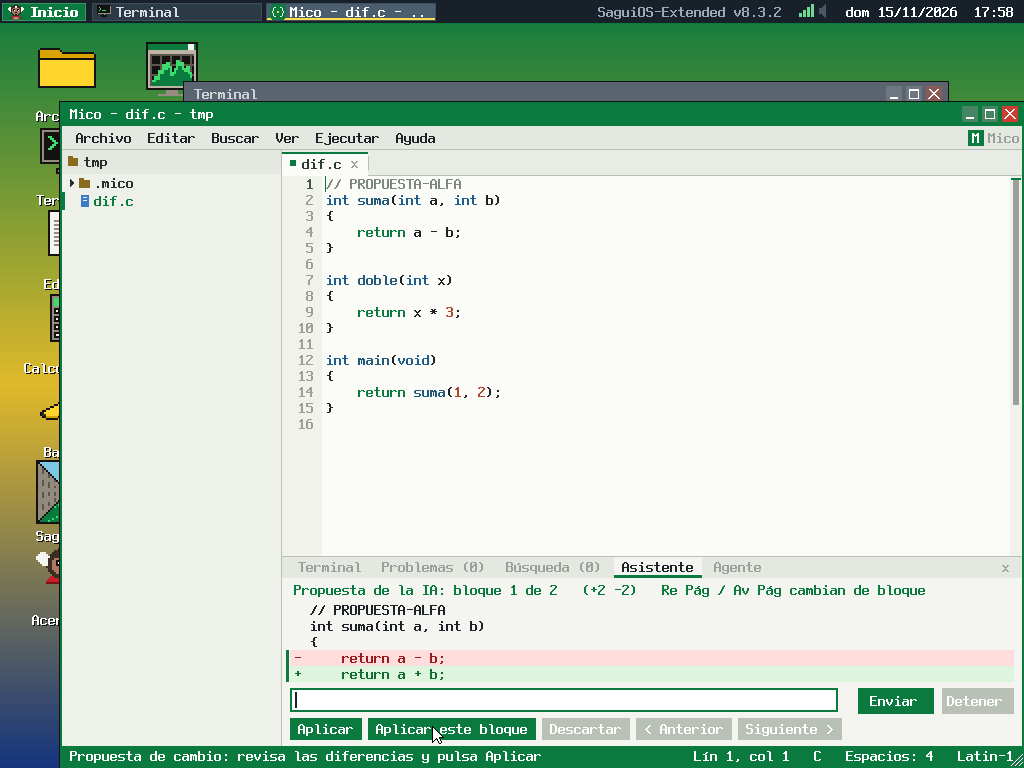 Inicio
Terminal
Mico - dif.c - ..
SaguiOS-Extended v8.3.2
dom 15/11/2026
17:58
Terminal
Mico - dif.c - tmp
Archivo Editar Buscar Ver Ejecutar Ayuda
M Mico
tmp
.mico
dif.c
dif.c x
1 // PROPUESTA-ALFA
2 int suma(int a, int b)
3 {
4     return a - b;
5 }
6
7 int doble(int x)
8 {
9     return x * 3;
10 }
11
12 int main(void)
13 {
14     return suma(1, 2);
15 }
16
Terminal Problemas (0) Búsqueda (0) Asistente Agente x
Propuesta de la IA: bloque 1 de 2 (+2 -2) Re Pág / Av Pág cambian de bloque
// PROPUESTA-ALFA
int suma(int a, int b)
{
-     return a - b;
+     return a + b;
Enviar Detener
Aplicar Aplicar este bloque Descartar < Anterior Siguiente >
Propuesta de cambio: revisa las diferencias y pulsa Aplicar
Lín 1, col 1 C Espacios: 4 Latin-1